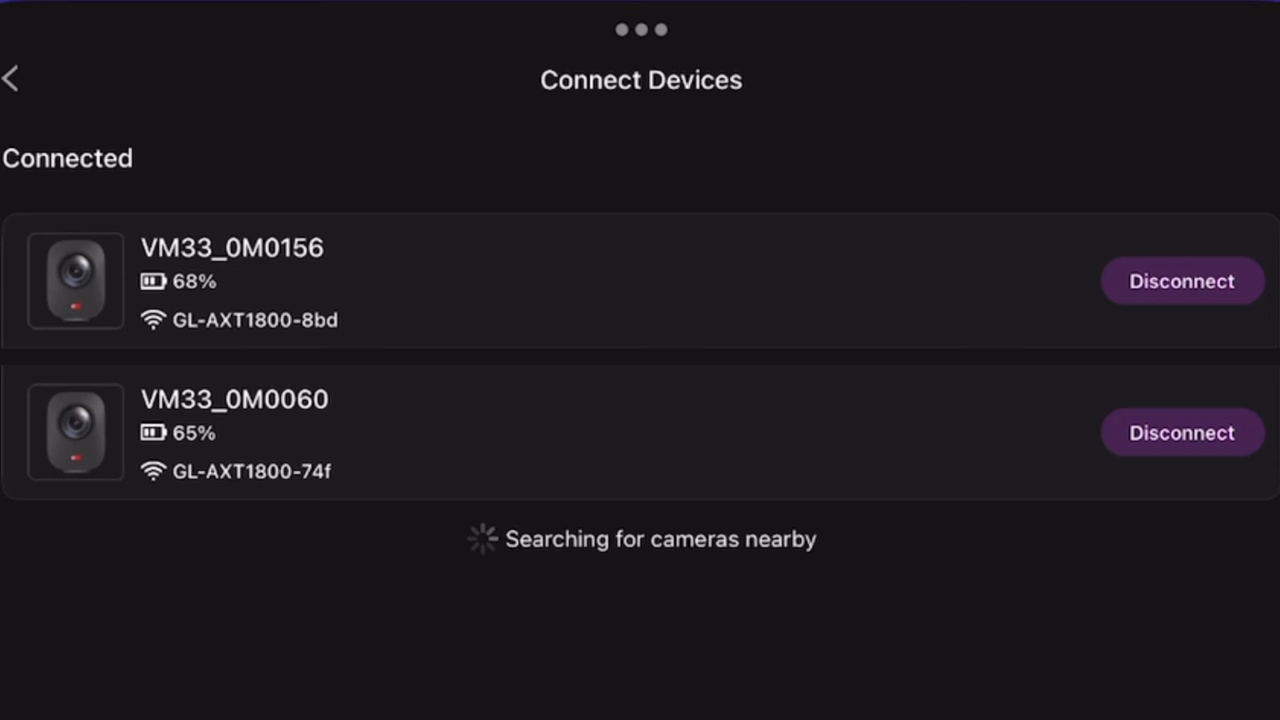 Connect Devices
Connected
VM33_0M0156
68%
GL-AXT1800-8bd
Disconnect
VM33_0M0060
65%
GL-AXT1800-74f
Disconnect
Searching for cameras nearby